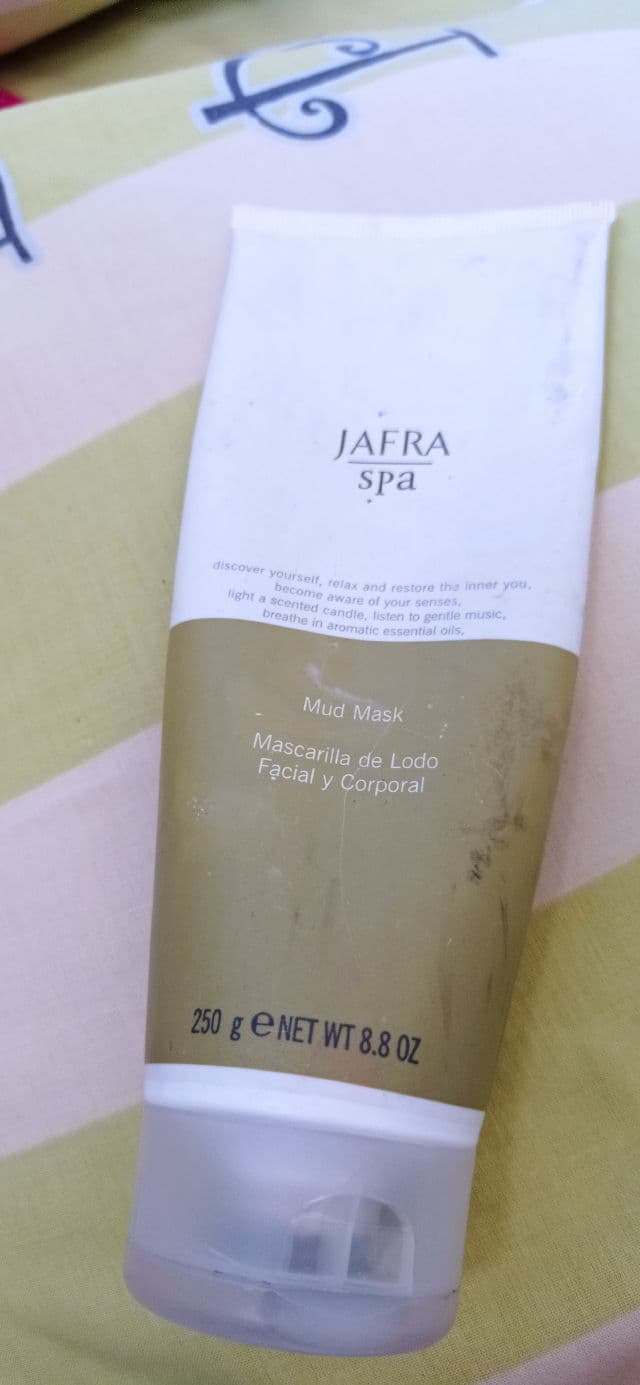 JAFRA
spa
discover yourself, relax and restore the inner you,
become aware of your senses,
light a scented candle, listen to gentle music,
breathe in aromatic essential oils,
Mud Mask
Mascarilla de Lodo
Facial y Corporal
250 g e NET WT 8.8 OZ